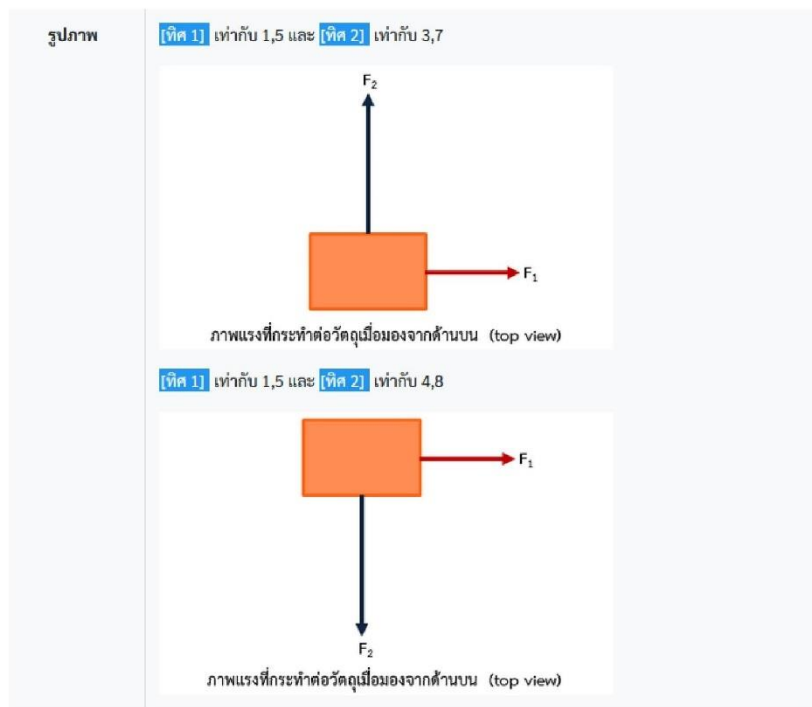 รูปภาพ
[ทิศ 1] เท่ากับ 1,5 และ [ทิศ 2] เท่ากับ 3,7
F₂
F₁
ภาพแรงที่กระทำต่อวัตถุเมื่อมองจากด้านบน (top view)
[ทิศ 1] เท่ากับ 1,5 และ [ทิศ 2] เท่ากับ 4,8
F₁
F₂
ภาพแรงที่กระทำต่อวัตถุเมื่อมองจากด้านบน (top view)